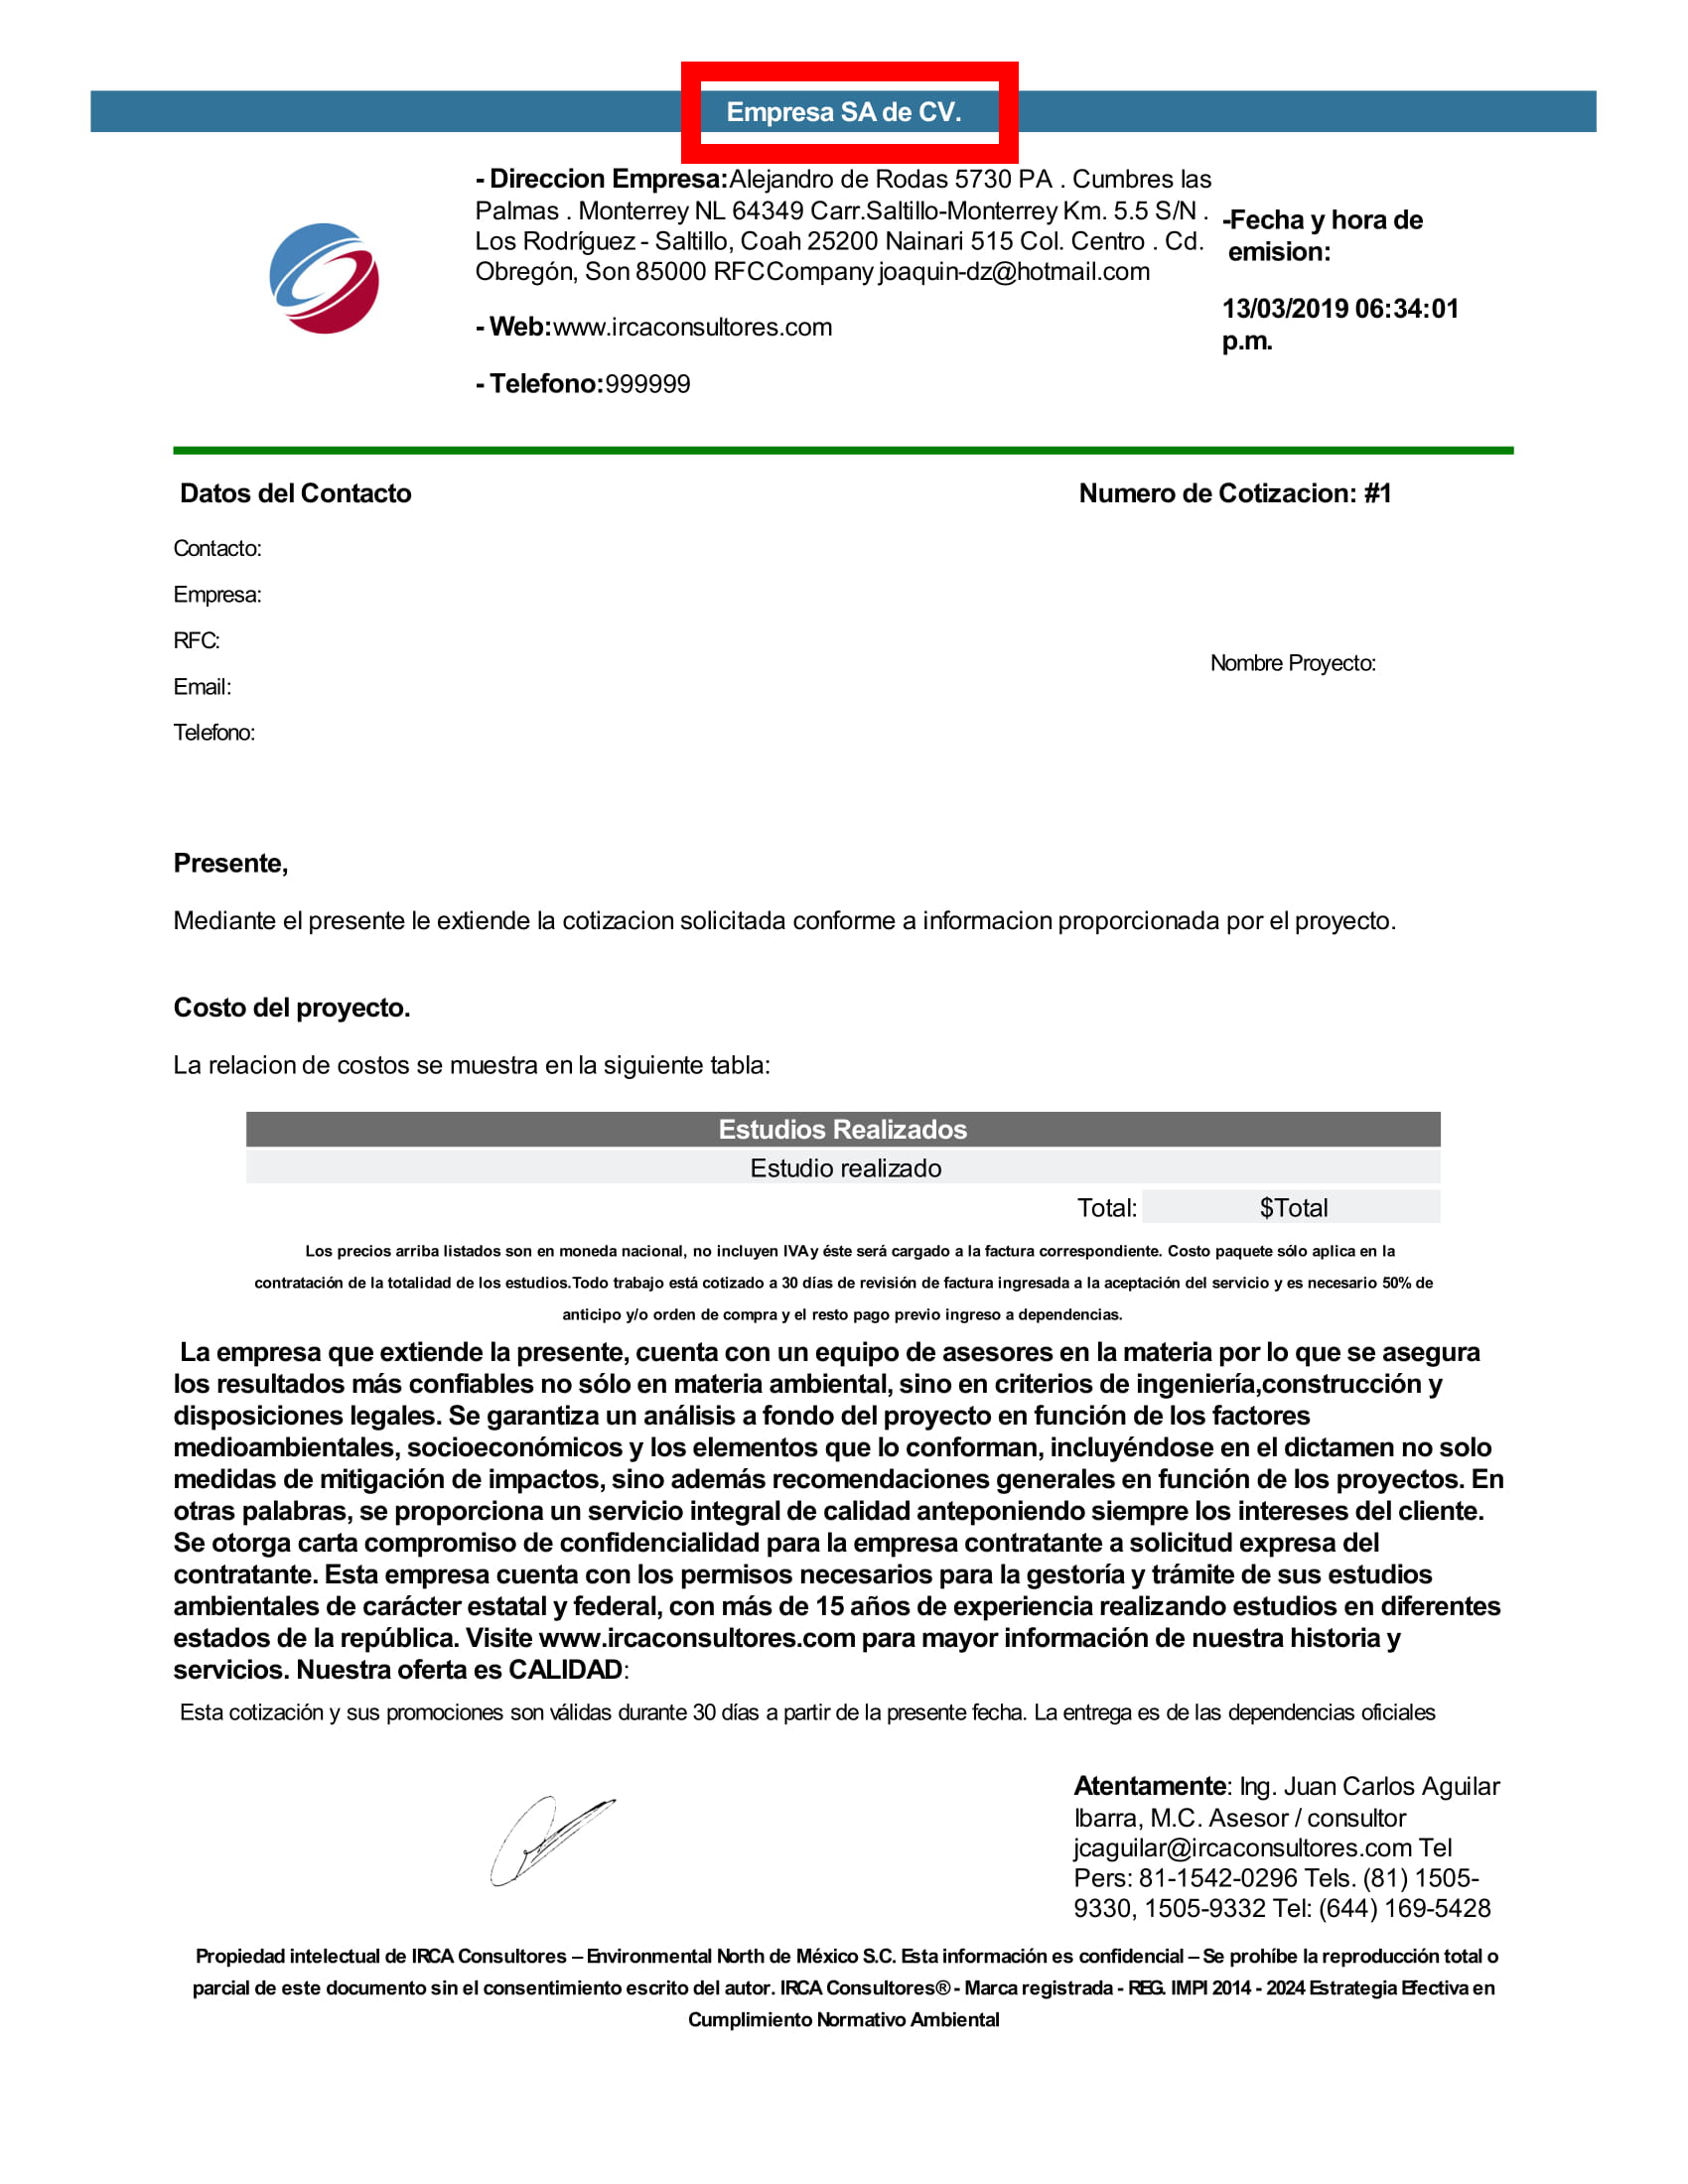 Empresa SA de CV.
- Direccion Empresa:Alejandro de Rodas 5730 PA . Cumbres las
Palmas . Monterrey NL 64349 Carr.Saltillo-Monterrey Km. 5.5 S/N .
Los Rodríguez - Saltillo, Coah 25200 Nainari 515 Col. Centro . Cd.
Obregón, Son 85000 RFCCompany joaquin-dz@hotmail.com
- Web:www.ircaconsultores.com
- Telefono:999999
-Fecha y hora de
emision:
13/03/2019 06:34:01
p.m.
Datos del Contacto
Numero de Cotizacion: #1
Contacto:
Empresa:
RFC:
Email:
Telefono:
Nombre Proyecto:
Presente,
Mediante el presente le extiende la cotizacion solicitada conforme a informacion proporcionada por el proyecto.
Costo del proyecto.
La relacion de costos se muestra en la siguiente tabla:
Estudios Realizados
Estudio realizado
Total: $Total
Los precios arriba listados son en moneda nacional, no incluyen IVA y éste será cargado a la factura correspondiente. Costo paquete sólo aplica en la
contratación de la totalidad de los estudios.Todo trabajo está cotizado a 30 días de revisión de factura ingresada a la aceptación del servicio y es necesario 50% de
anticipo y/o orden de compra y el resto pago previo ingreso a dependencias.
La empresa que extiende la presente, cuenta con un equipo de asesores en la materia por lo que se asegura
los resultados más confiables no sólo en materia ambiental, sino en criterios de ingeniería,construcción y
disposiciones legales. Se garantiza un análisis a fondo del proyecto en función de los factores
medioambientales, socioeconómicos y los elementos que lo conforman, incluyéndose en el dictamen no solo
medidas de mitigación de impactos, sino además recomendaciones generales en función de los proyectos. En
otras palabras, se proporciona un servicio integral de calidad anteponiendo siempre los intereses del cliente.
Se otorga carta compromiso de confidencialidad para la empresa contratante a solicitud expresa del
contratante. Esta empresa cuenta con los permisos necesarios para la gestoría y trámite de sus estudios
ambientales de carácter estatal y federal, con más de 15 años de experiencia realizando estudios en diferentes
estados de la república. Visite www.ircaconsultores.com para mayor información de nuestra historia y
servicios. Nuestra oferta es CALIDAD:
Esta cotización y sus promociones son válidas durante 30 días a partir de la presente fecha. La entrega es de las dependencias oficiales
Atentamente: Ing. Juan Carlos Aguilar
Ibarra, M.C. Asesor / consultor
jcaguilar@ircaconsultores.com Tel
Pers: 81-1542-0296 Tels. (81) 1505-
9330, 1505-9332 Tel: (644) 169-5428
Propiedad intelectual de IRCA Consultores – Environmental North de México S.C. Esta información es confidencial – Se prohíbe la reproducción total o
parcial de este documento sin el consentimiento escrito del autor. IRCA Consultores® - Marca registrada - REG. IMPI 2014 - 2024 Estrategia Efectiva en
Cumplimiento Normativo Ambiental